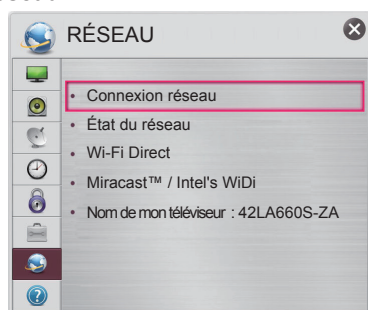 RÉSEAU
• Connexion réseau
• État du réseau
• Wi-Fi Direct
• Miracast™ / Intel's WiDi
• Nom de mon téléviseur : 42LA660S-ZA